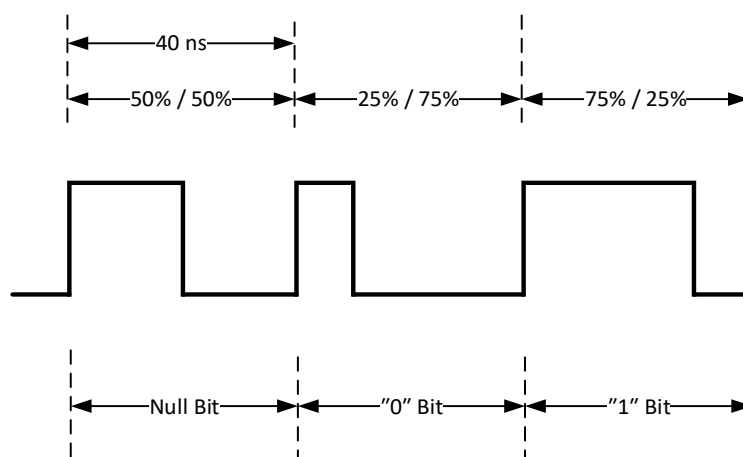 40 ns
50% / 50%
25% / 75%
75% / 25%
Null Bit
”0” Bit
”1” Bit